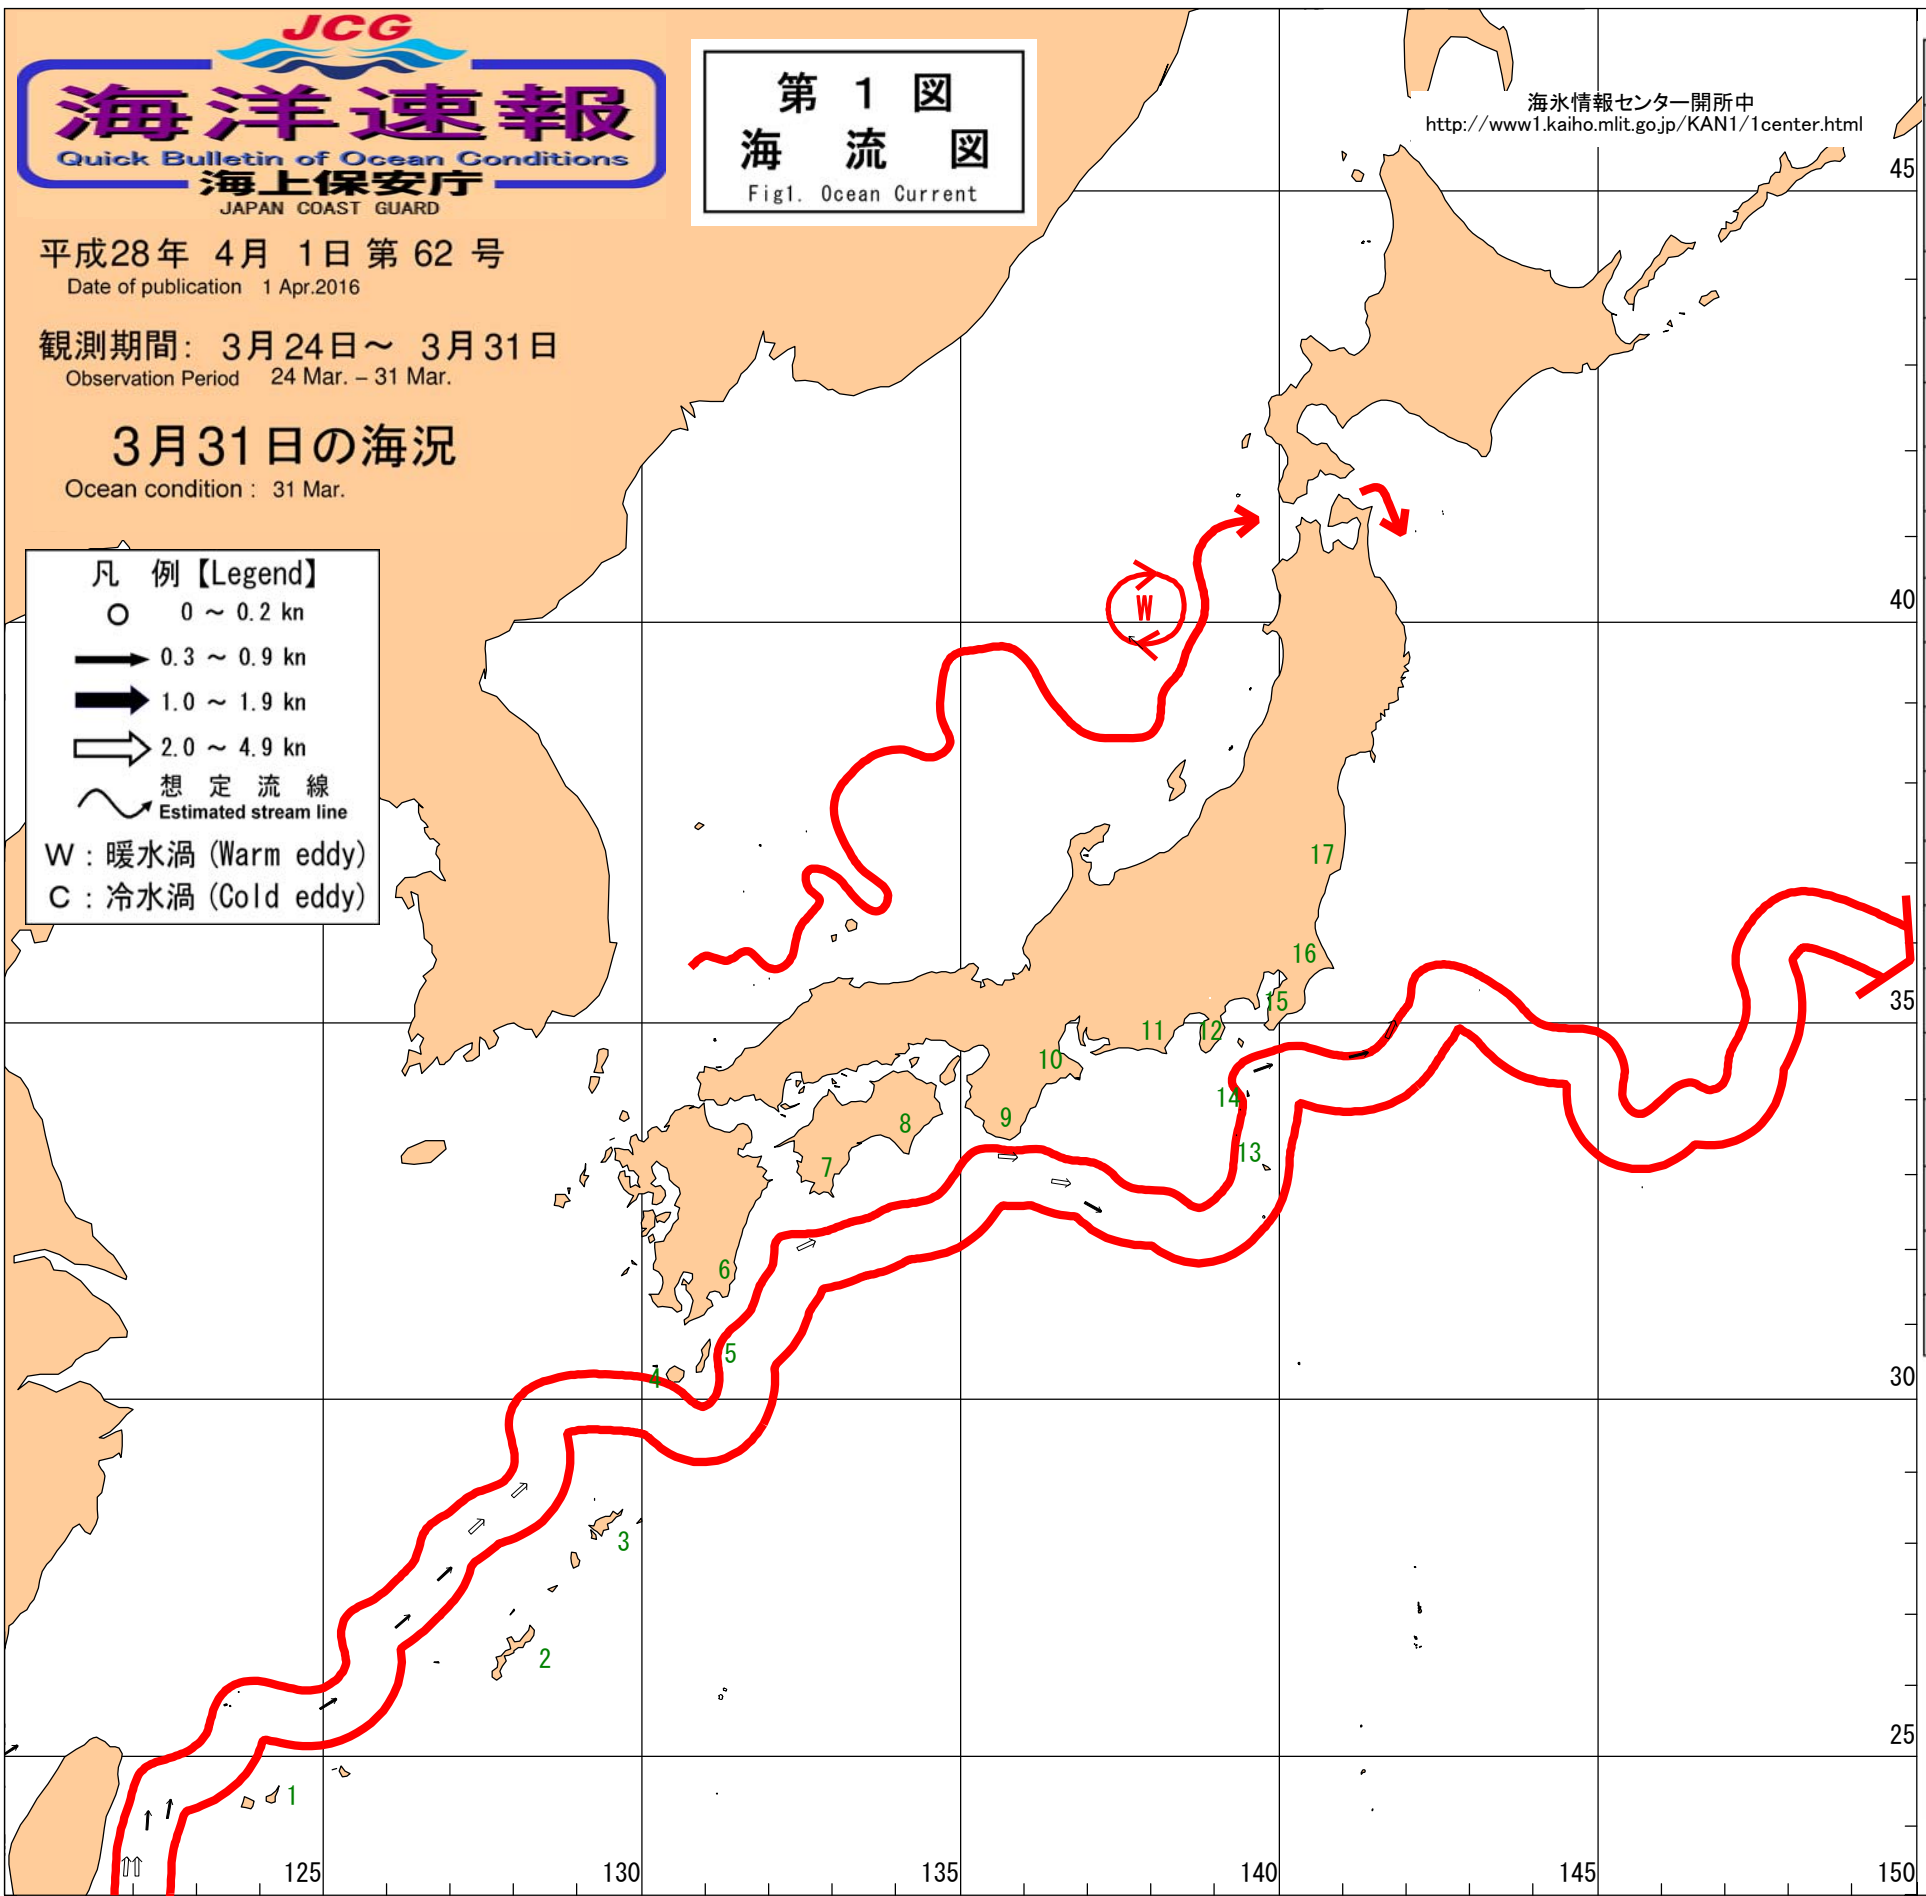 JCG
海洋速報
Quick Bulletin of Ocean Conditions
海上保安庁
JAPAN COAST GUARD
平成28年 4月 1日 第 62 号
Date of publication 1 Apr.2016
観測期間： 3月24日～ 3月31日
Observation Period 24 Mar. – 31 Mar.
3月31日の海況
Ocean condition : 31 Mar.
第 1 図
海 流 図
Fig1. Ocean Current
海氷情報センター開所中
http://www1.kaiho.mlit.go.jp/KAN1/1center.html
凡 例【Legend】
0 ～ 0.2 kn
0.3 ～ 0.9 kn
1.0 ～ 1.9 kn
2.0 ～ 4.9 kn
想 定 流 線
Estimated stream line
W : 暖水渦 (Warm eddy)
C : 冷水渦 (Cold eddy)
45
W
40
17
16
15
35
12
11
10
14
9
8
13
7
6
5
4
30
3
2
25
1
125
130
135
140
145
150